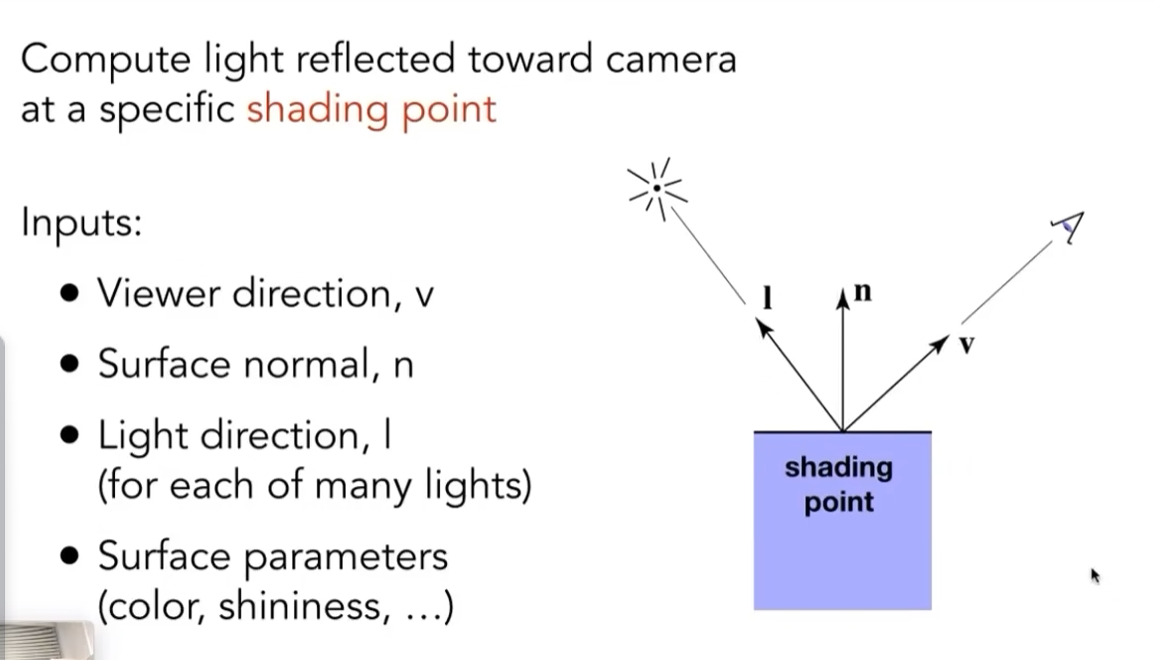 Compute light reflected toward camera
at a specific shading point
Inputs:
● Viewer direction, v
● Surface normal, n
● Light direction, l
(for each of many lights)
● Surface parameters
(color, shininess, …)
l
n
v
shading
point